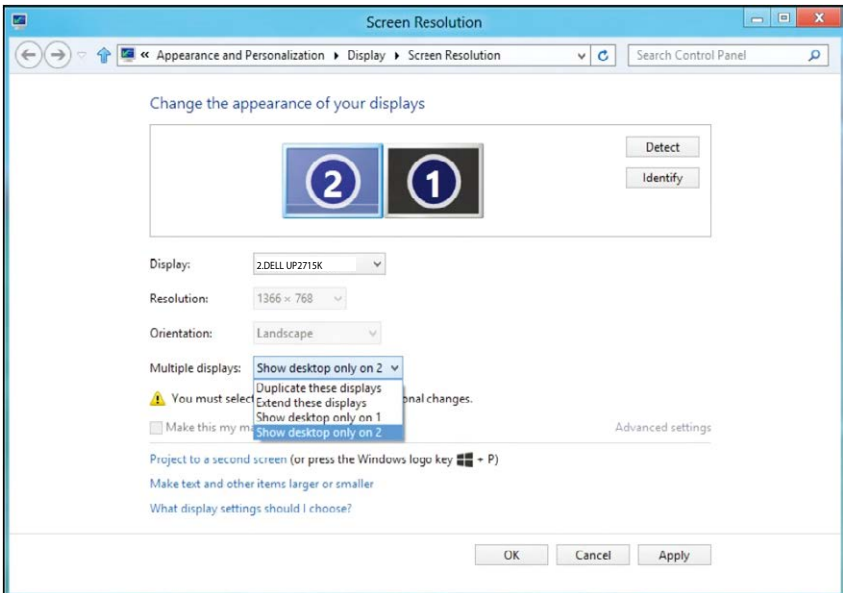 Screen Resolution
« Appearance and Personalization Display Screen Resolution
Search Control Panel
Change the appearance of your displays
2 1
Detect
Identify
Display: 2.DELL UP2715K
Resolution: 1366 × 768
Orientation: Landscape
Multiple displays: Show desktop only on 2
Duplicate these displays
You must selec onal changes.
Extend these displays
Show desktop only on 1
Make this my ma Show desktop only on 2 Advanced settings
Project to a second screen (or press the Windows logo key + P)
Make text and other items larger or smaller
What display settings should I choose?
OK Cancel Apply